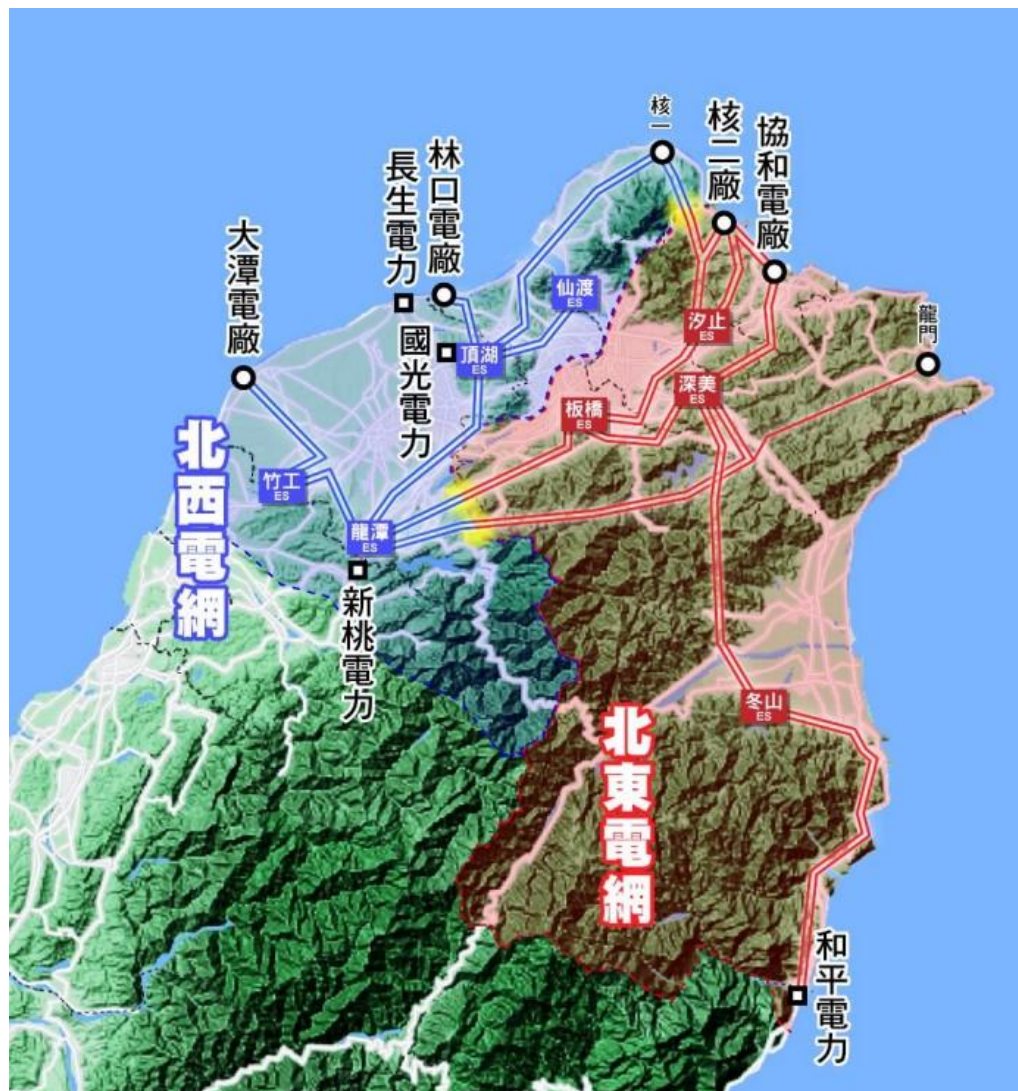 核一
核二廠
協和電廠
林口電廠
長生電力
大潭電廠
仙渡
ES
汐止
ES
龍門
國光電力
頂湖
ES
深美
ES
板橋
ES
北西電網
竹工
ES
龍潭
ES
新桃電力
冬山
ES
北東電網
和平電力